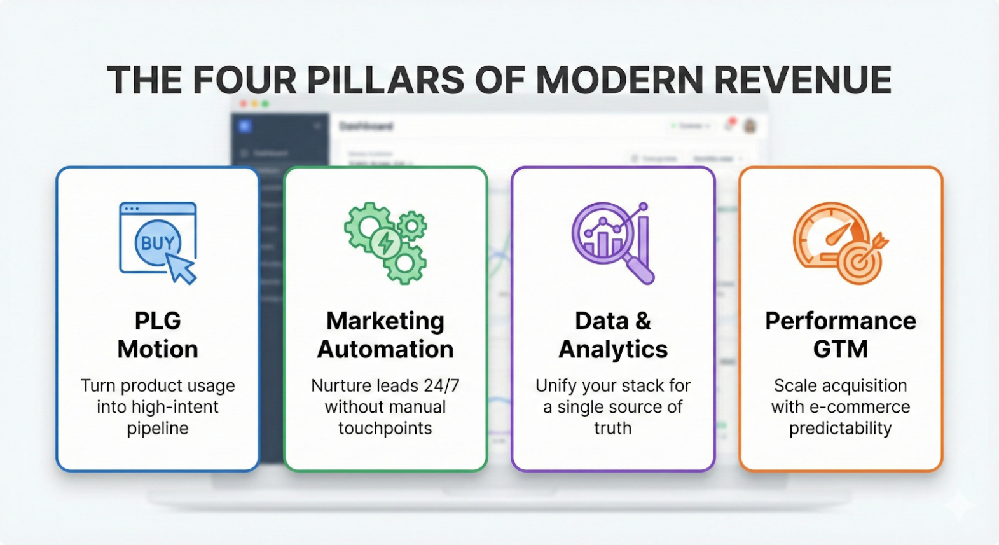 THE FOUR PILLARS OF MODERN REVENUE
Dashboard
Dashboard
BUY
PLG
Motion
Turn product usage
into high-intent
pipeline
Marketing
Automation
Nurture leads 24/7
without manual
touchpoints
Data &
Analytics
Unify your stack for
a single source of
truth
Performance
GTM
Scale acquisition
with e-commerce
predictability